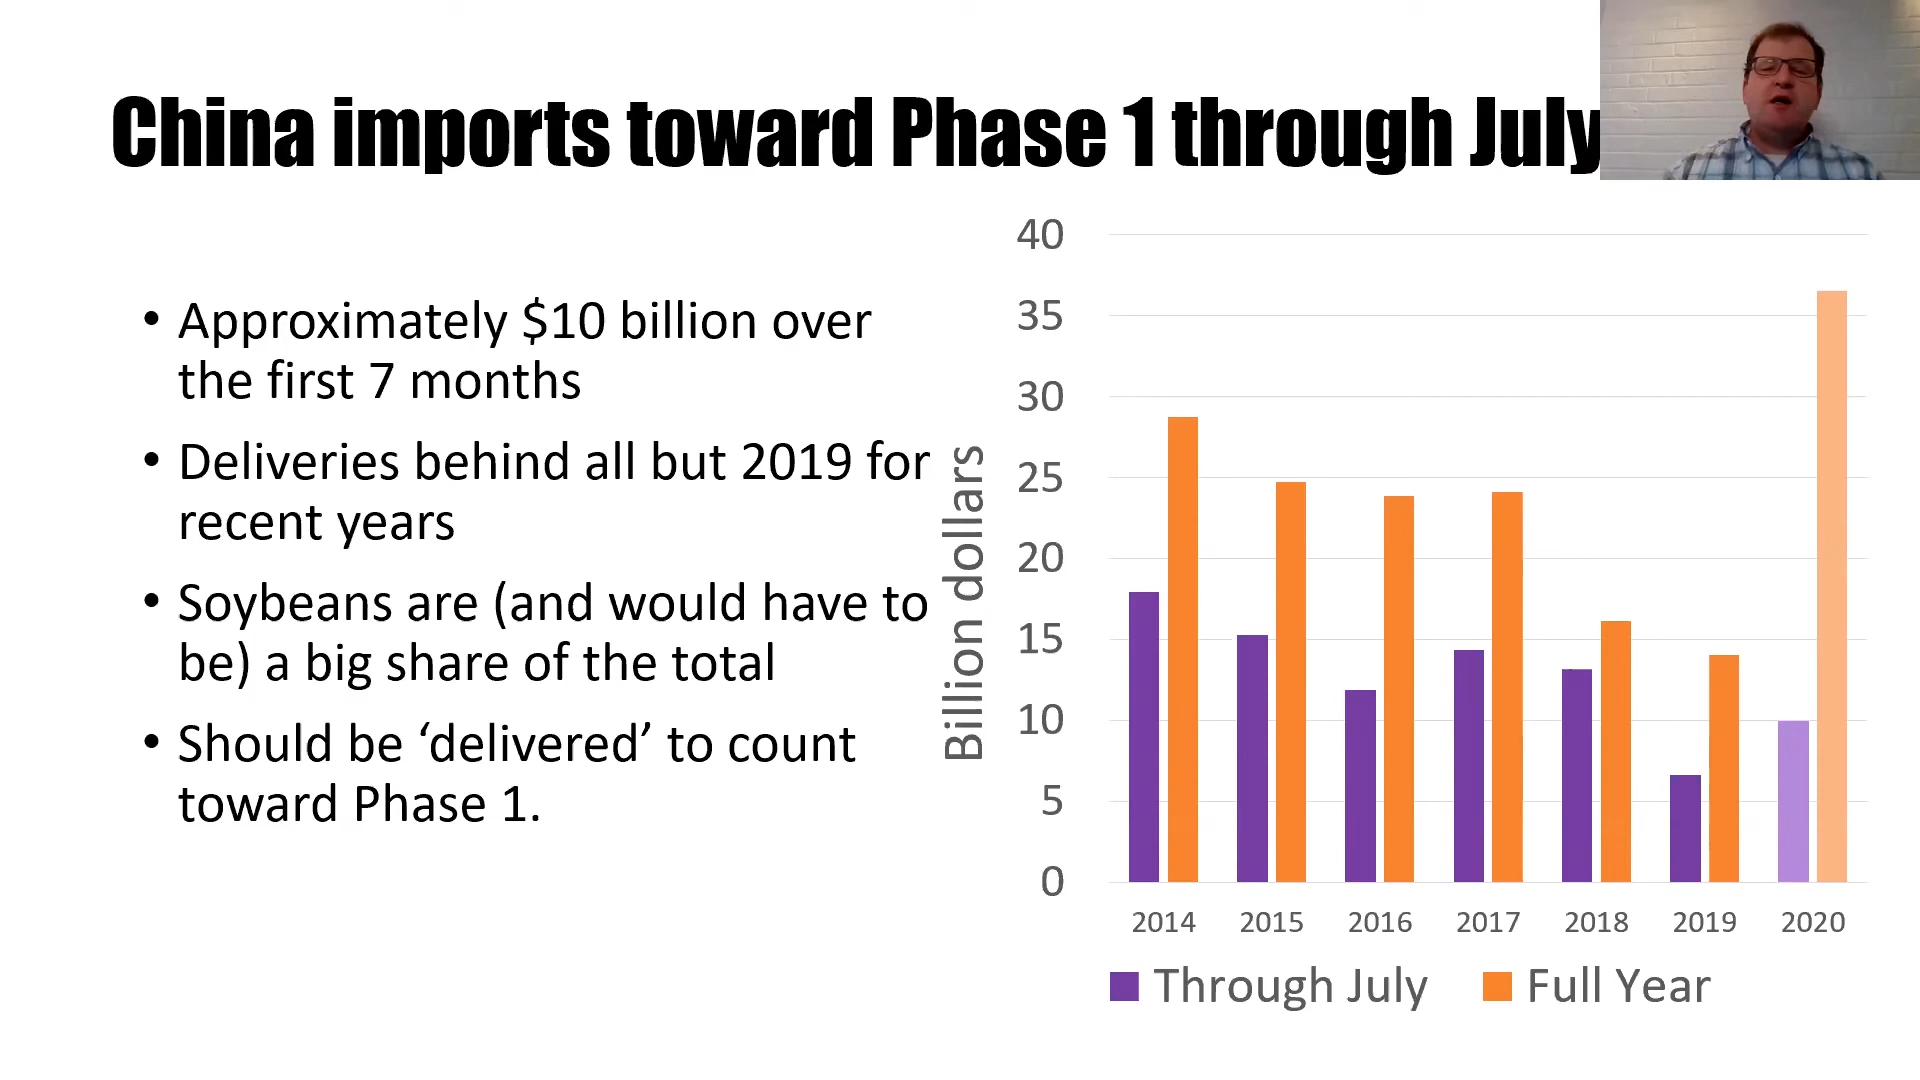 China imports toward Phase 1 through July
• Approximately $10 billion over
the first 7 months
• Deliveries behind all but 2019 for
recent years
• Soybeans are (and would have to
be) a big share of the total
• Should be ‘delivered’ to count
toward Phase 1.
Billion dollars
40
35
30
25
20
15
10
5
0
2014 2015 2016 2017 2018 2019 2020
Through July Full Year